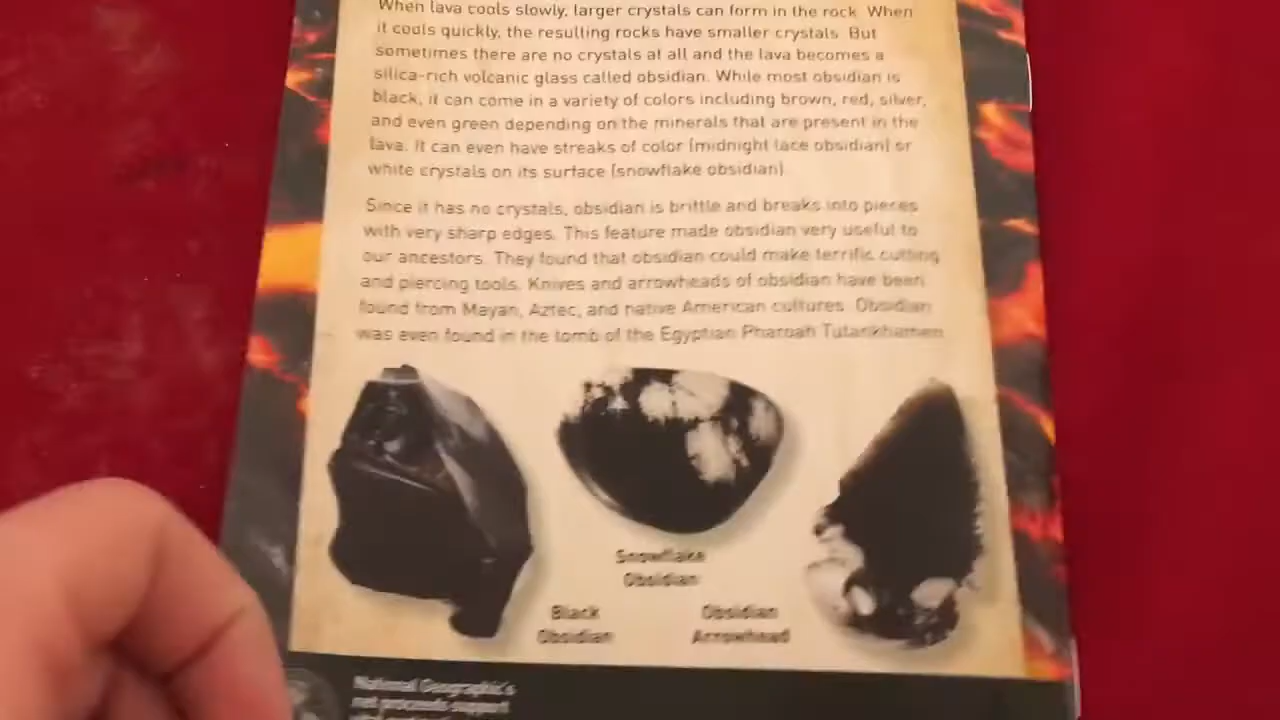 When lava cools slowly, larger crystals can form in the rock. When
it cools quickly, the resulting rocks have smaller crystals. But
sometimes there are no crystals at all and the lava becomes a
silica-rich volcanic glass called obsidian. While most obsidian is
black, it can come in a variety of colors including brown, red, silver,
and even green depending on the minerals that are present in the
lava. It can even have streaks of color (midnight lace obsidian) or
white crystals on its surface (snowflake obsidian).
Since it has no crystals, obsidian is brittle and breaks into pieces
with very sharp edges. This feature made obsidian very useful to
our ancestors. They found that obsidian could make terrific cutting
and piercing tools. Knives and arrowheads of obsidian have been
found from Mayan, Aztec, and native American cultures. Obsidian
was even found in the tomb of the Egyptian Pharoah Tutankhamen.
Snowflake
Obsidian
Black
Obsidian
Obsidian
Arrowhead
National Geographic's
net proceeds support